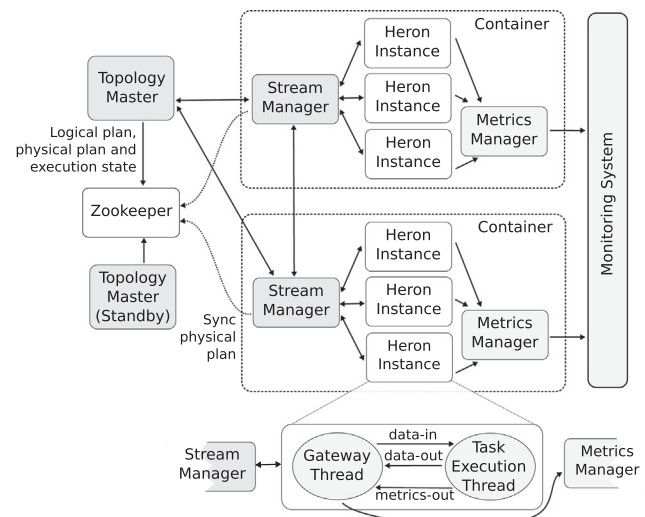 Container
Heron
Instance
Topology
Master
Stream
Manager
Heron
Instance
Metrics
Manager
Heron
Instance
Logical plan,
physical plan and
execution state
Zookeeper
Monitoring System
Container
Heron
Instance
Topology
Master
(Standby)
Stream
Manager
Heron
Instance
Metrics
Manager
Heron
Instance
Sync
physical
plan
Stream
Manager
Gateway
Thread
data-in
data-out
metrics-out
Task
Execution
Thread
Metrics
Manager